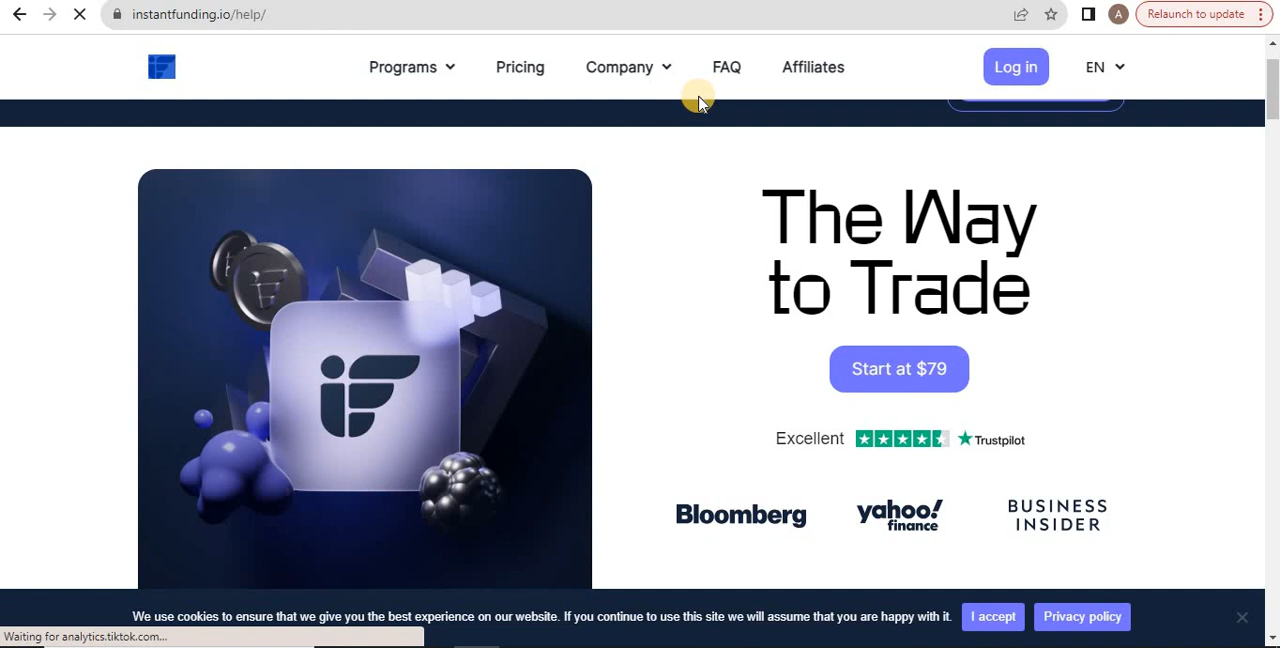 instantfunding.io/help/
A
Relaunch to update
Programs
Pricing
Company
FAQ
Affiliates
Log in
EN
The Way
to Trade
Start at $79
Excellent
Trustpilot
Bloomberg
yahoo!
finance
BUSINESS
INSIDER
We use cookies to ensure that we give you the best experience on our website. If you continue to use this site we will assume that you are happy with it.
I accept
Privacy policy
Waiting for analytics.tiktok.com...